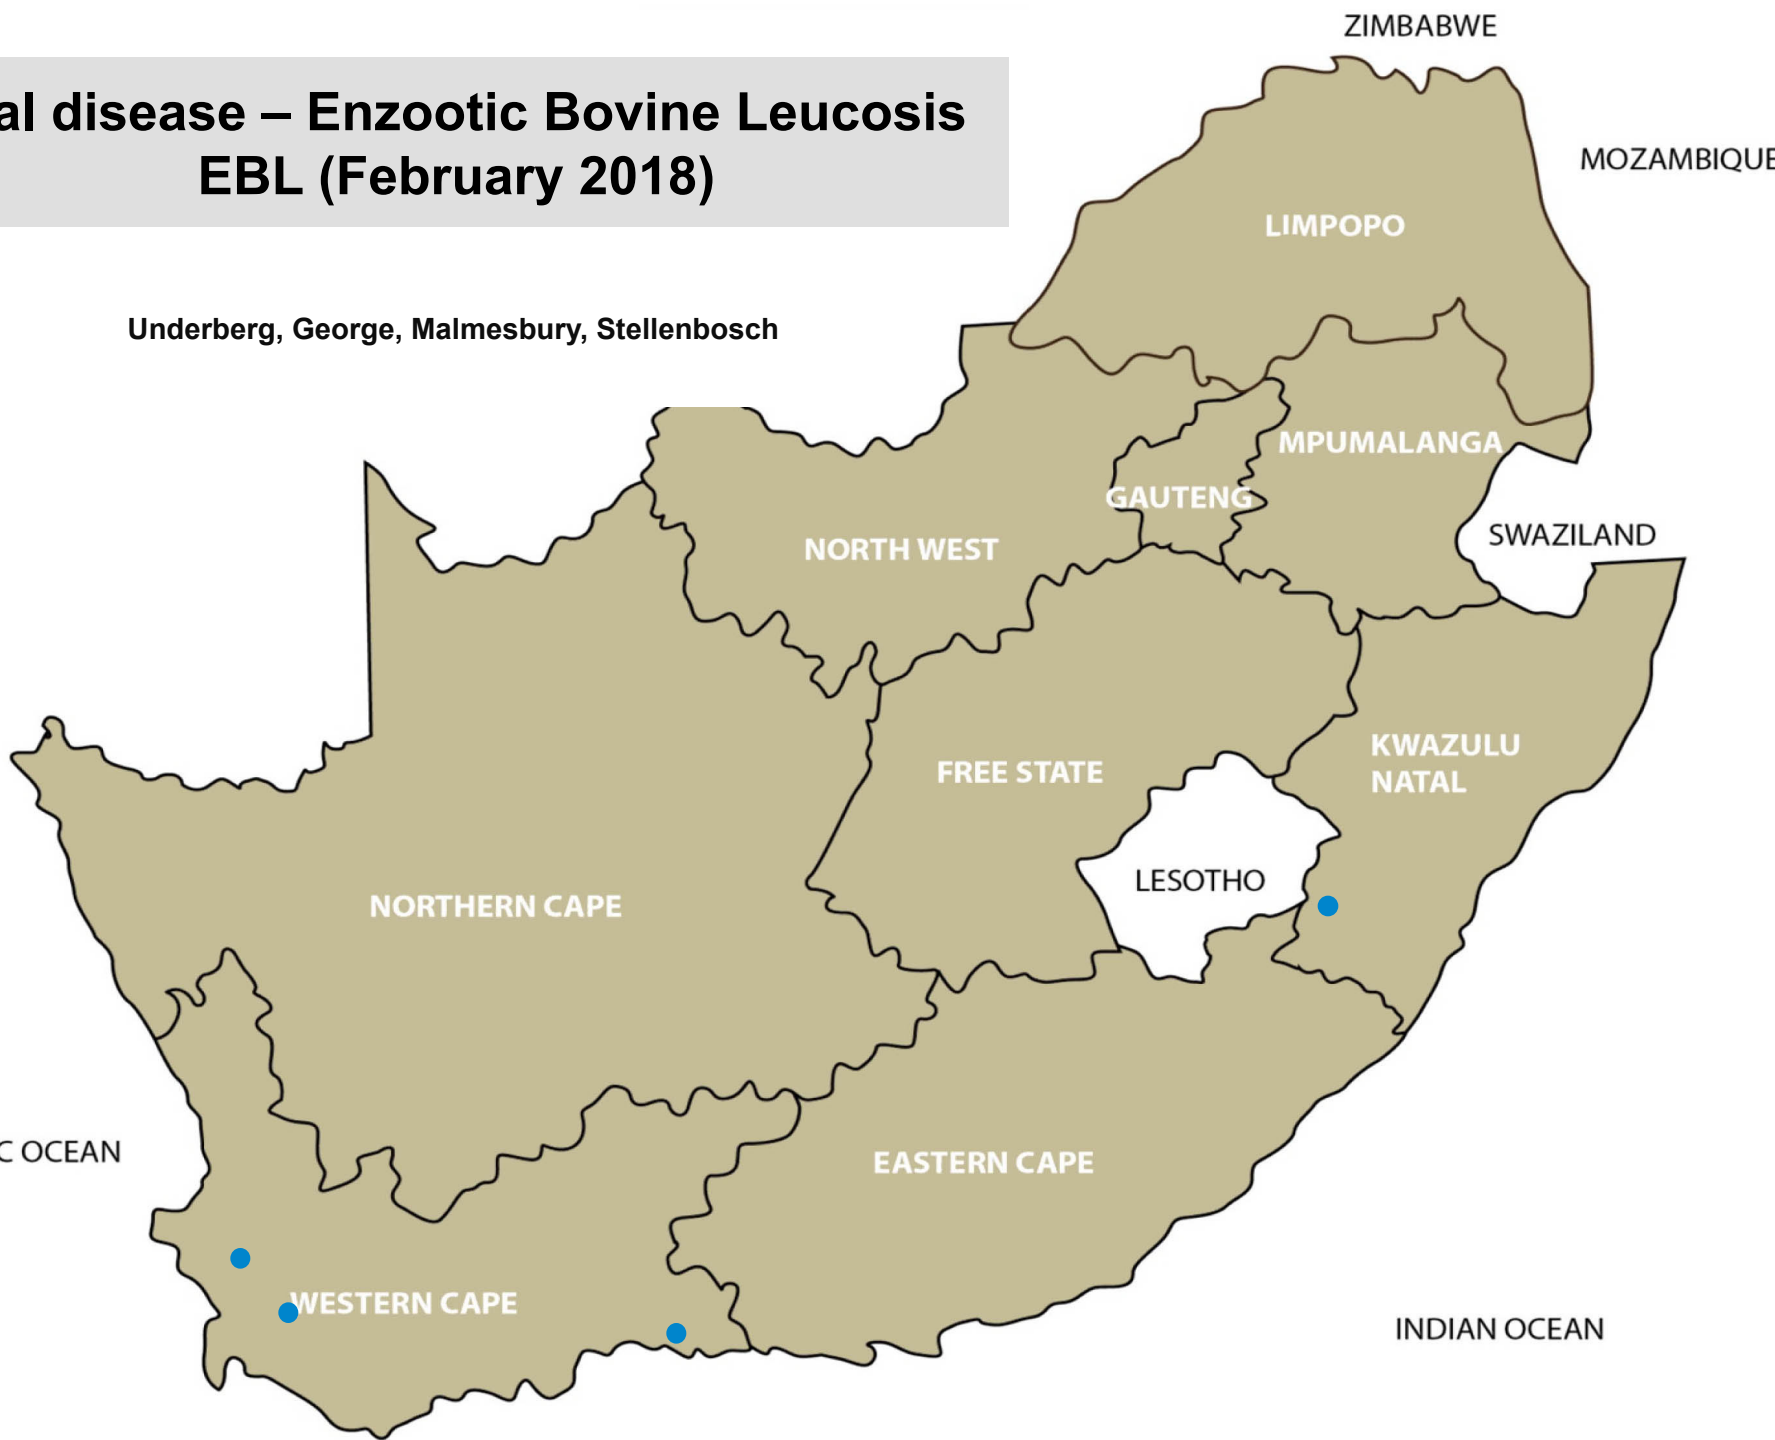 al disease – Enzootic Bovine Leucosis
EBL (February 2018)
Underberg, George, Malmesbury, Stellenbosch
ZIMBABWE
MOZAMBIQUE
LIMPOPO
MPUMALANGA
GAUTENG
SWAZILAND
NORTH WEST
KWAZULU
NATAL
FREE STATE
LESOTHO
NORTHERN CAPE
C OCEAN
EASTERN CAPE
WESTERN CAPE
INDIAN OCEAN